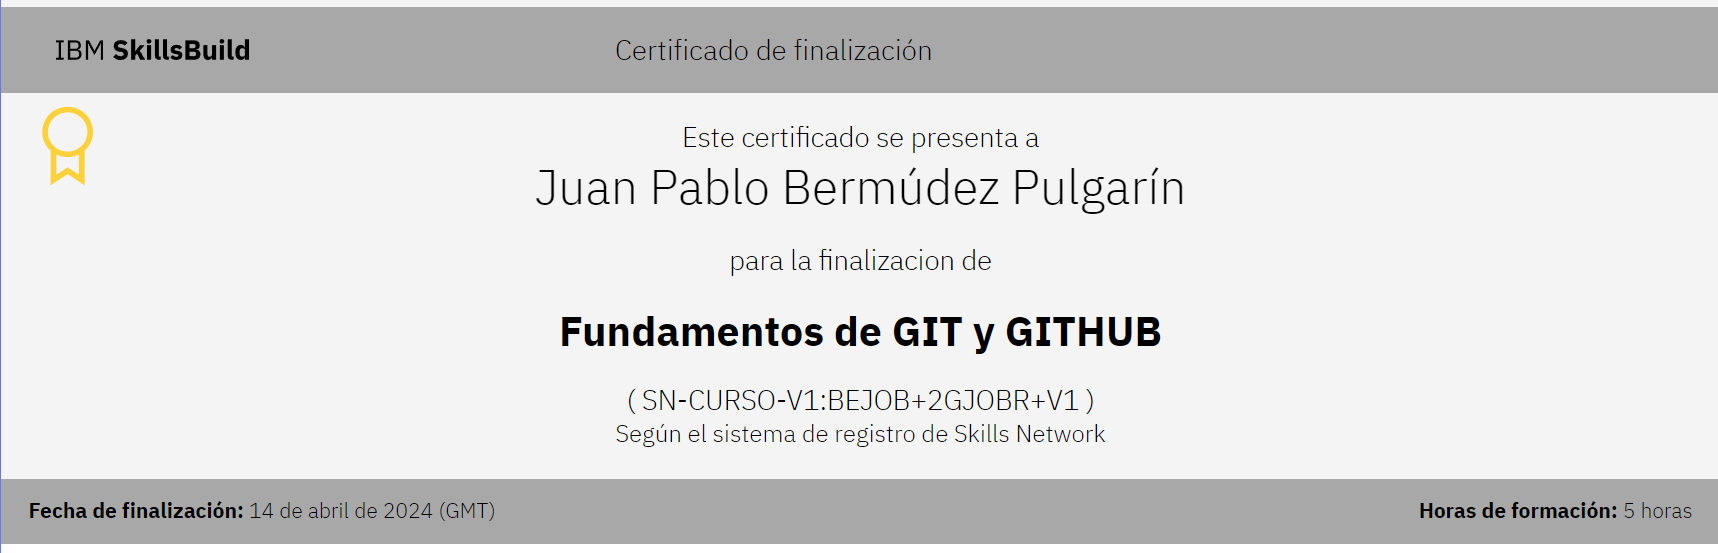 IBM SkillsBuild
Certificado de finalización
Este certificado se presenta a
Juan Pablo Bermúdez Pulgarín
para la finalizacion de
Fundamentos de GIT y GITHUB
( SN-CURSO-V1:BEJOB+2GJOBR+V1 )
Según el sistema de registro de Skills Network
Fecha de finalización: 14 de abril de 2024 (GMT)
Horas de formación: 5 horas